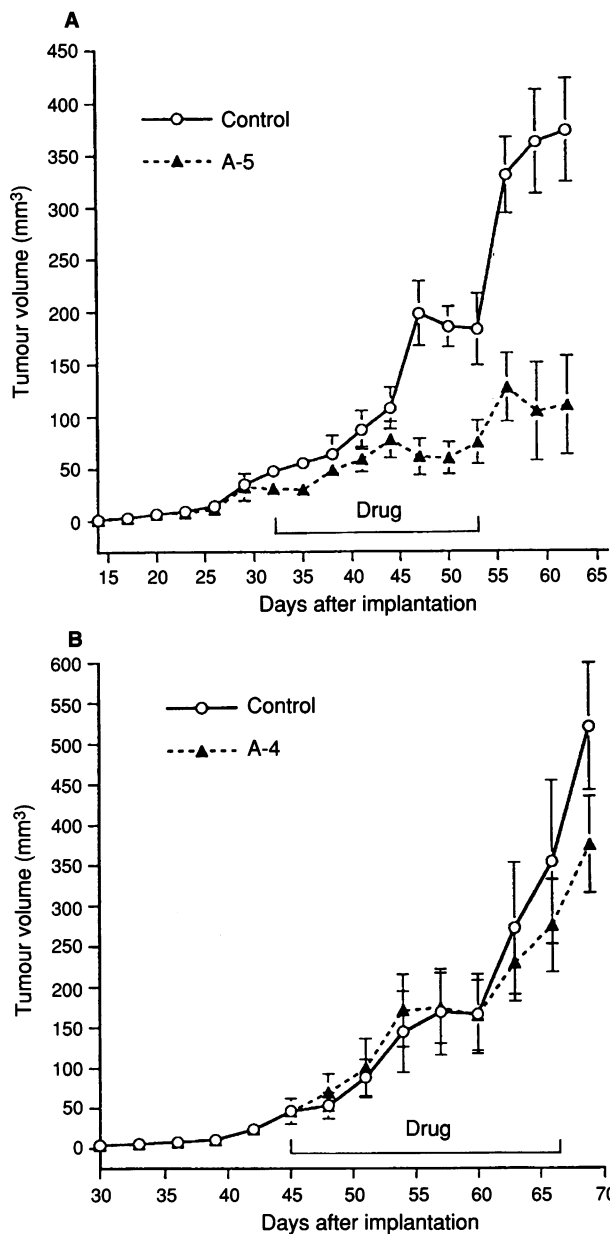 A
450
400
350
300
250
200
150
100
50
0
Tumour volume (mm³)
Control
A-5
Drug
15 20 25 30 35 40 45 50 55 60 65
Days after implantation
B
600
550
500
450
400
350
300
250
200
150
100
50
0
Tumour volume (mm³)
Control
A-4
Drug
30 35 40 45 50 55 60 65 70
Days after implantation